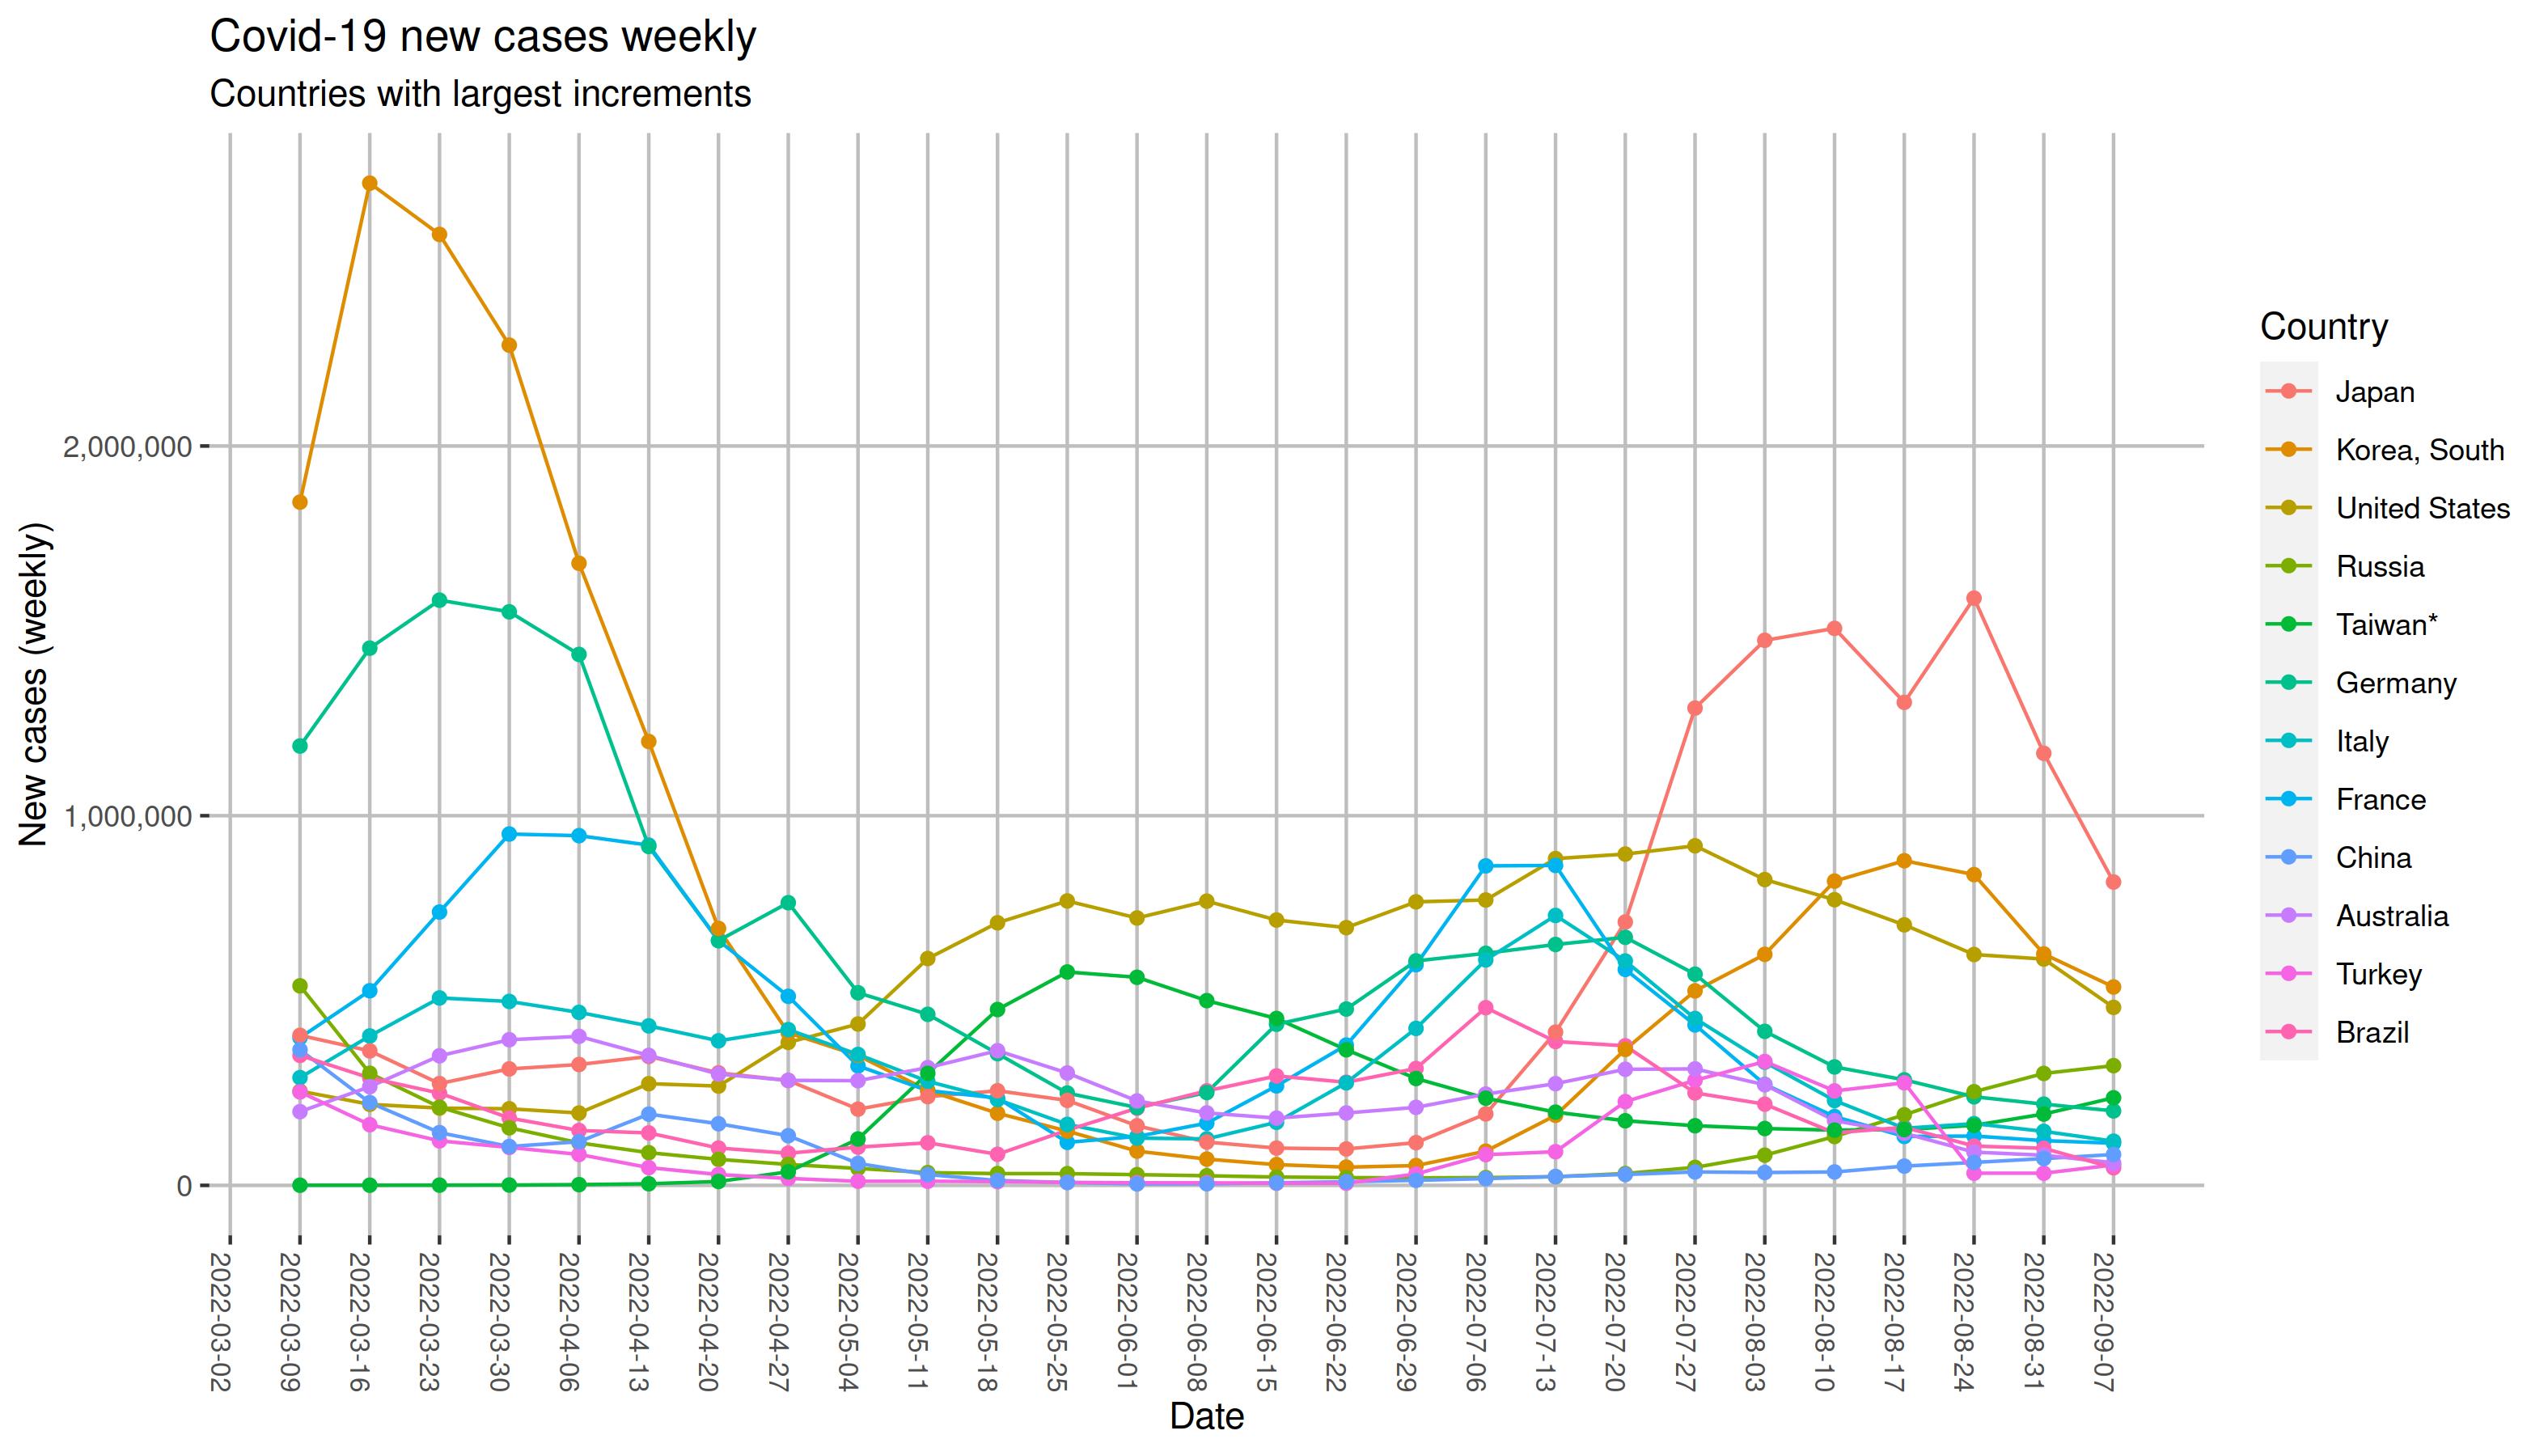 Covid-19 new cases weekly
Countries with largest increments
New cases (weekly)
2,000,000
1,000,000
0
2022-03-02
2022-03-09
2022-03-16
2022-03-23
2022-03-30
2022-04-06
2022-04-13
2022-04-20
2022-04-27
2022-05-04
2022-05-11
2022-05-18
2022-05-25
2022-06-01
2022-06-08
2022-06-15
2022-06-22
2022-06-29
2022-07-06
2022-07-13
2022-07-20
2022-07-27
2022-08-03
2022-08-10
2022-08-17
2022-08-24
2022-08-31
2022-09-07
Date
Country
Japan
Korea, South
United States
Russia
Taiwan*
Germany
Italy
France
China
Australia
Turkey
Brazil